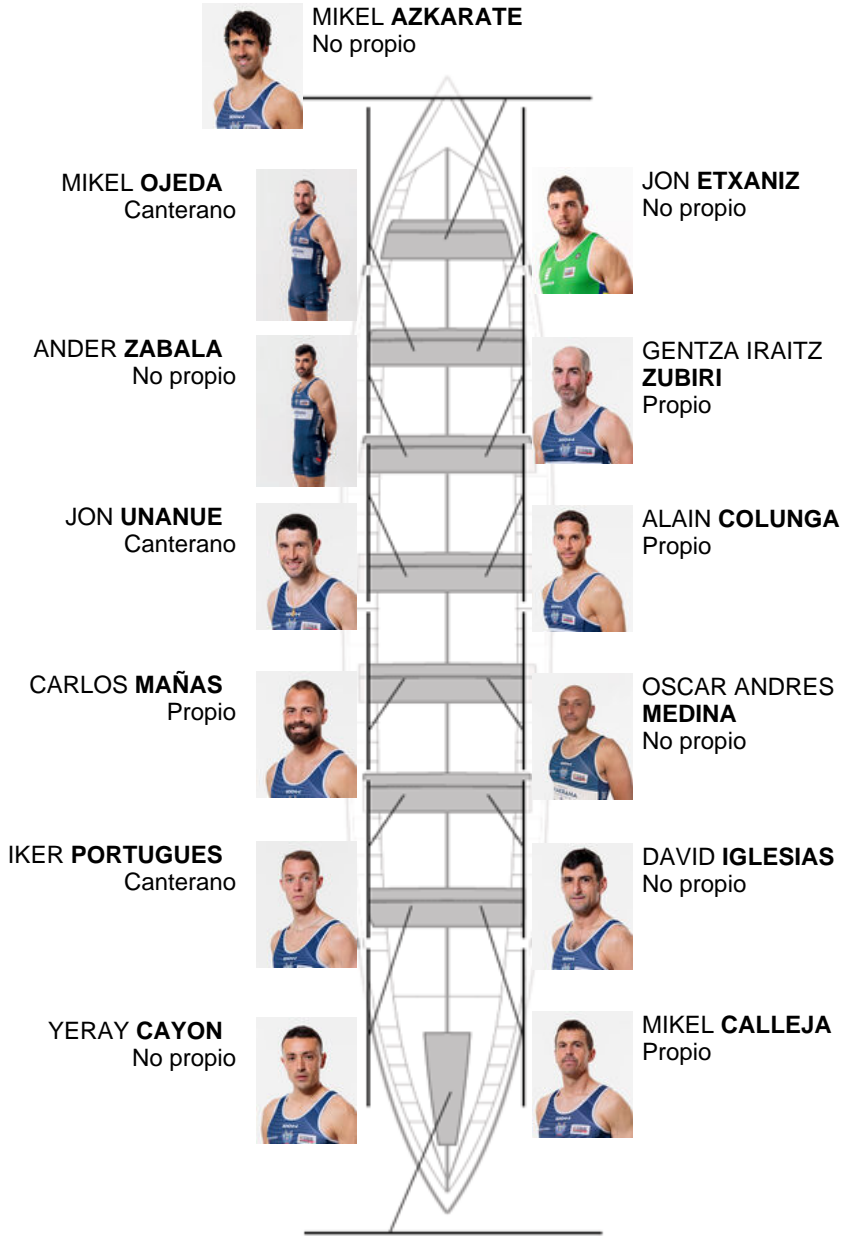 MIKEL AZKARATE
No propio
MIKEL OJEDA
Canterano
JON ETXANIZ
No propio
ANDER ZABALA
No propio
GENTZA IRAITZ
ZUBIRI
Propio
JON UNANUE
Canterano
ALAIN COLUNGA
Propio
CARLOS MAÑAS
Propio
OSCAR ANDRES
MEDINA
No propio
IKER PORTUGUES
Canterano
DAVID IGLESIAS
No propio
YERAY CAYON
No propio
MIKEL CALLEJA
Propio